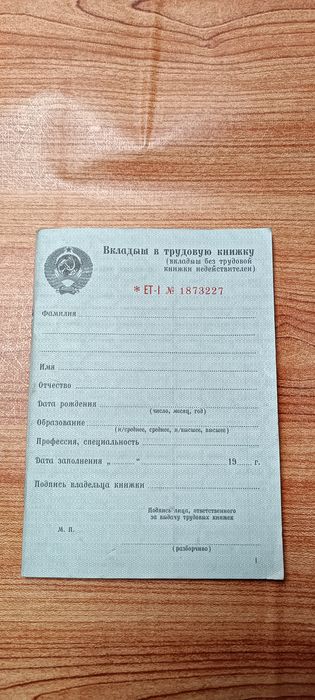 Вкладыш в трудовую книжку
(вкладыш без трудовой
книжки недействителен)
* ЕТ-I № 1873227
Фамилия
Имя
Отчество
Дата рождения
(число, месяц, год)
Образование
(н/среднее, среднее, н/высшее, высшее)
Профессия, специальность
Дата заполнения „ “ 19 г.
Подпись владельца книжки
Подпись лица, ответственного
за выдачу трудовых книжек
М. П.
(разборчиво)
1